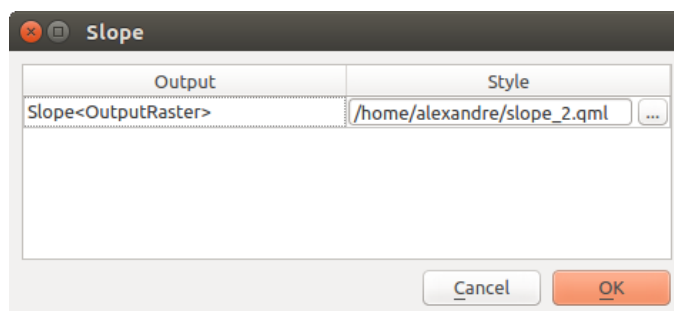 Slope
Output Style
Slope<OutputRaster> /home/alexandre/slope_2.qml ...
Cancel OK